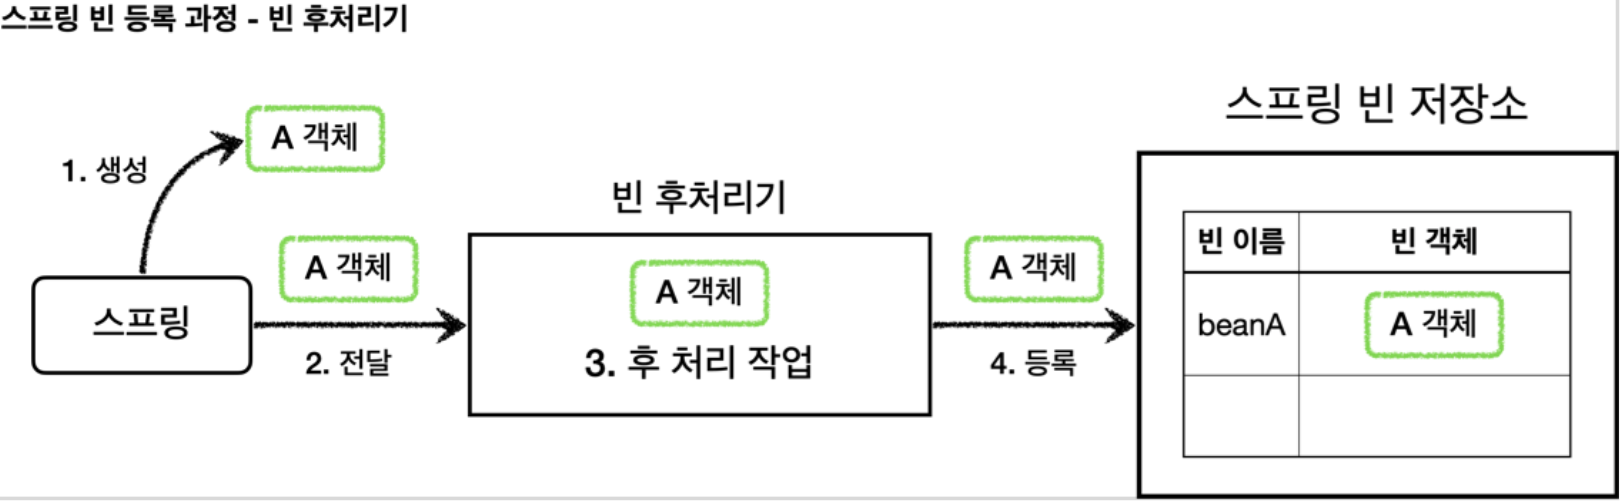 스프링 빈 등록 과정 - 빈 후처리기
A 객체
1. 생성
스프링
A 객체
2. 전달
빈 후처리기
A 객체
3. 후 처리 작업
A 객체
4. 등록
스프링 빈 저장소
빈 이름 빈 객체
beanA A 객체